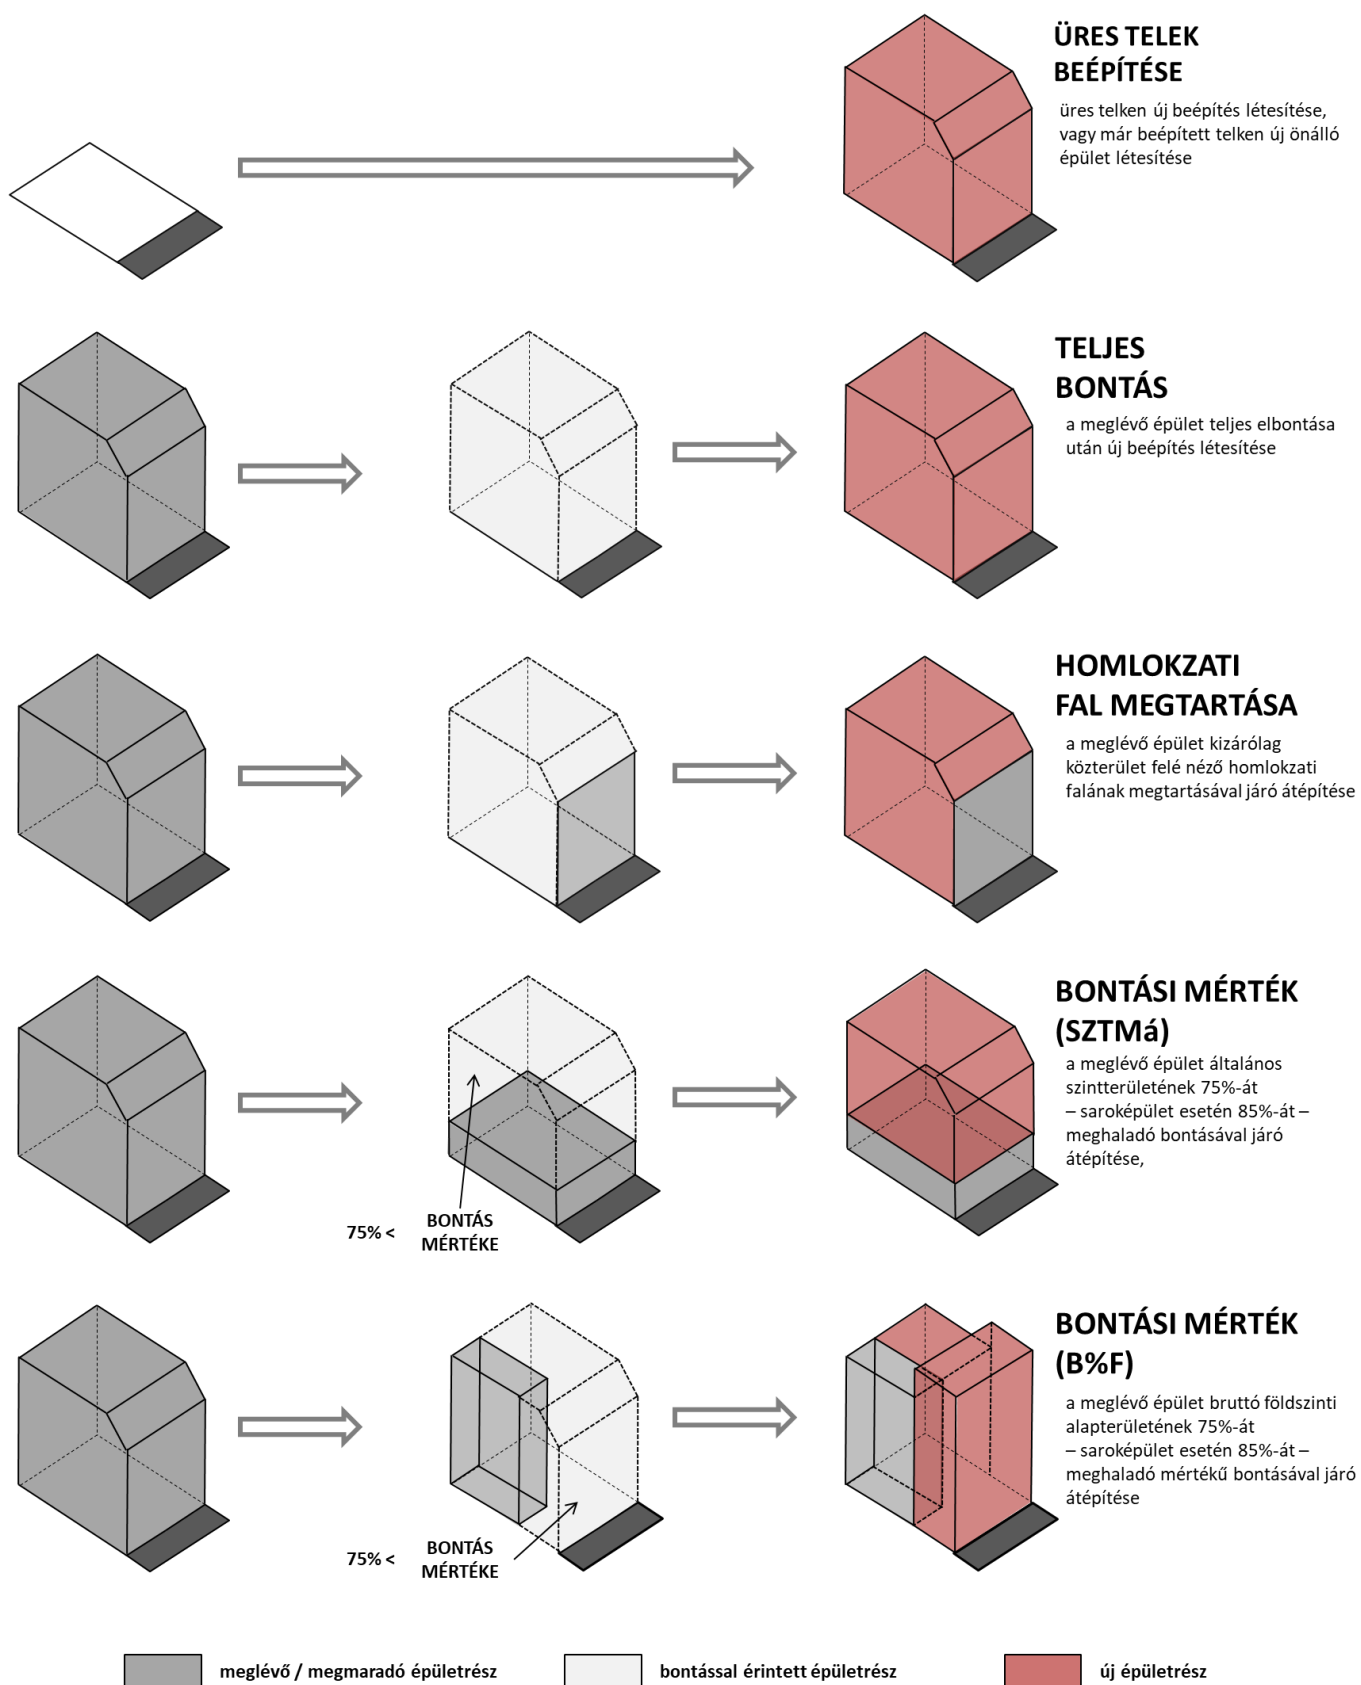 ÜRES TELEK
BEÉPÍTÉSE
üres telken új beépítés létesítése,
vagy már beépített telken új önálló
épület létesítése
TELJES
BONTÁS
a meglévő épület teljes elbontása
után új beépítés létesítése
HOMLOKZATI
FAL MEGTARTÁSA
a meglévő épület kizárólag
közterület felé néző homlokzati
falának megtartásával járó átépítése
BONTÁSI MÉRTÉK
(SZTMá)
a meglévő épület általános
szintterületének 75%-át
– saroképület esetén 85%-át –
meghaladó bontásával járó
átépítése,
75% <
BONTÁS
MÉRTÉKE
BONTÁSI MÉRTÉK
(B%F)
a meglévő épület bruttó földszinti
alapterületének 75%-át
– saroképület esetén 85%-át –
meghaladó mértékű bontásával járó
átépítése
75% <
BONTÁS
MÉRTÉKE
meglévő / megmaradó épületrész
bontással érintett épületrész
új épületrész